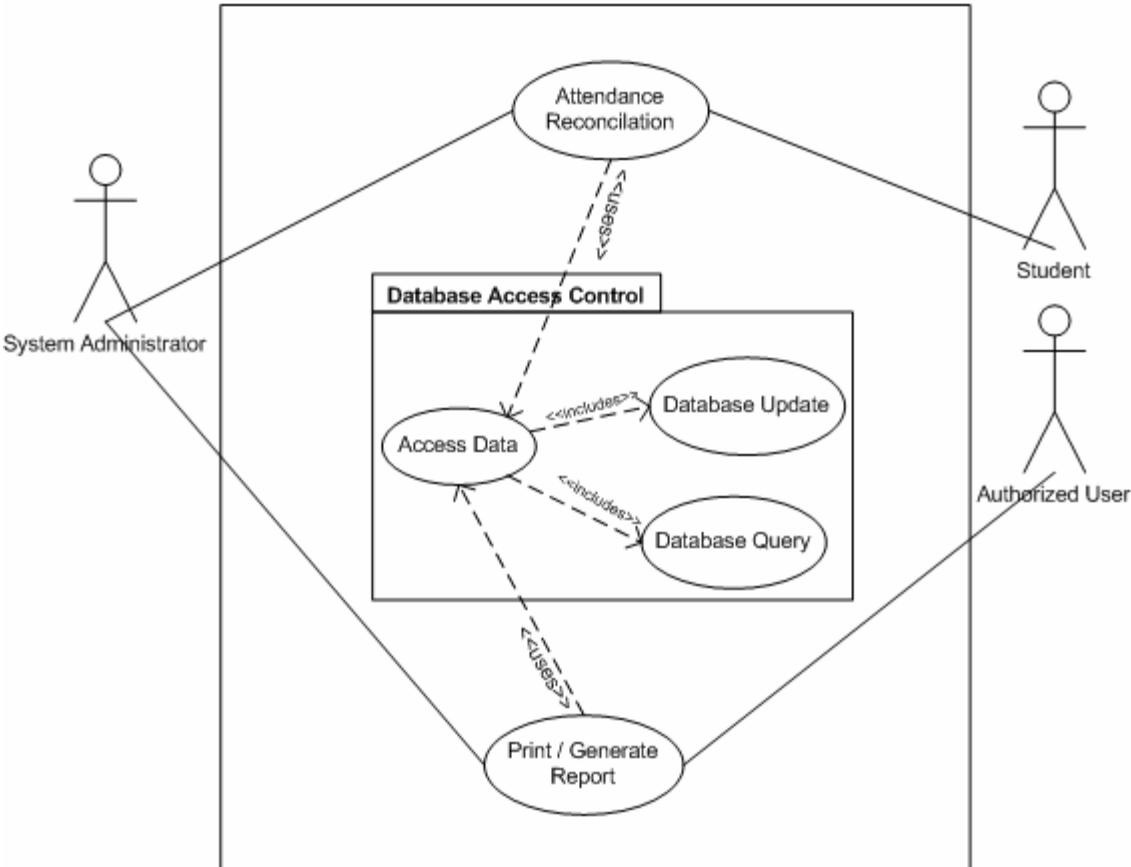 Attendance
Reconcilation
<<uses>>
Student
System Administrator
Database Access Control
Database Update
<<includes>>
Access Data
<<includes>>
Authorized User
Database Query
<<uses>>
Print / Generate
Report